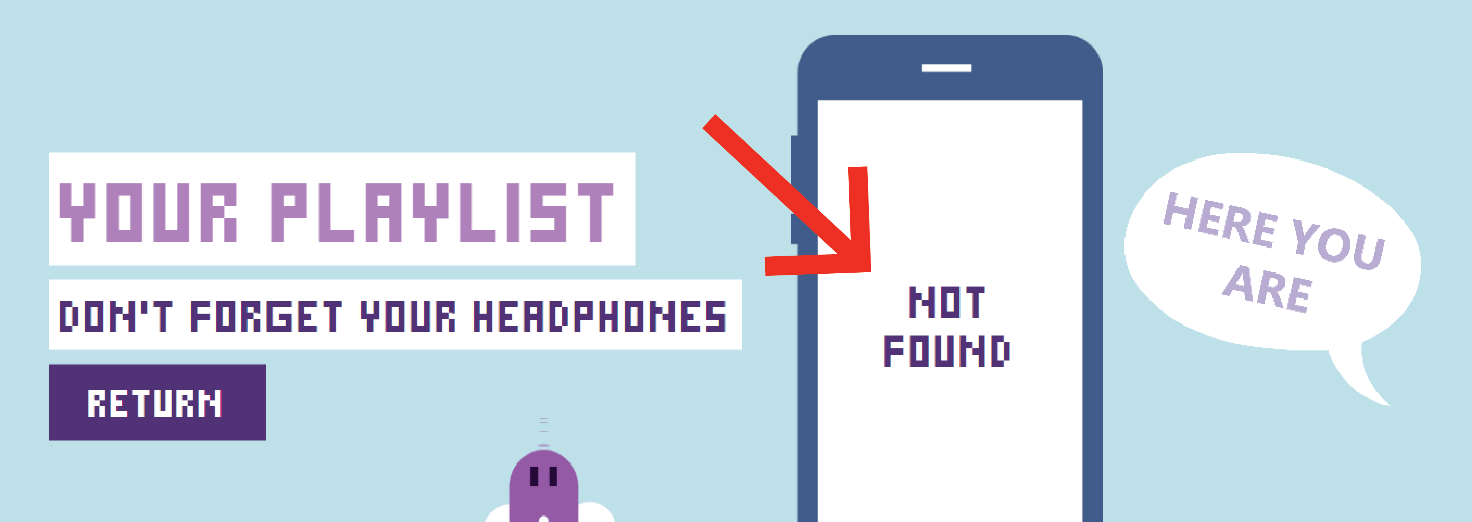 YOUR PLAYLIST
DON'T FORGET YOUR HEADPHONES
RETURN
NOT
FOUND
HERE YOU
ARE